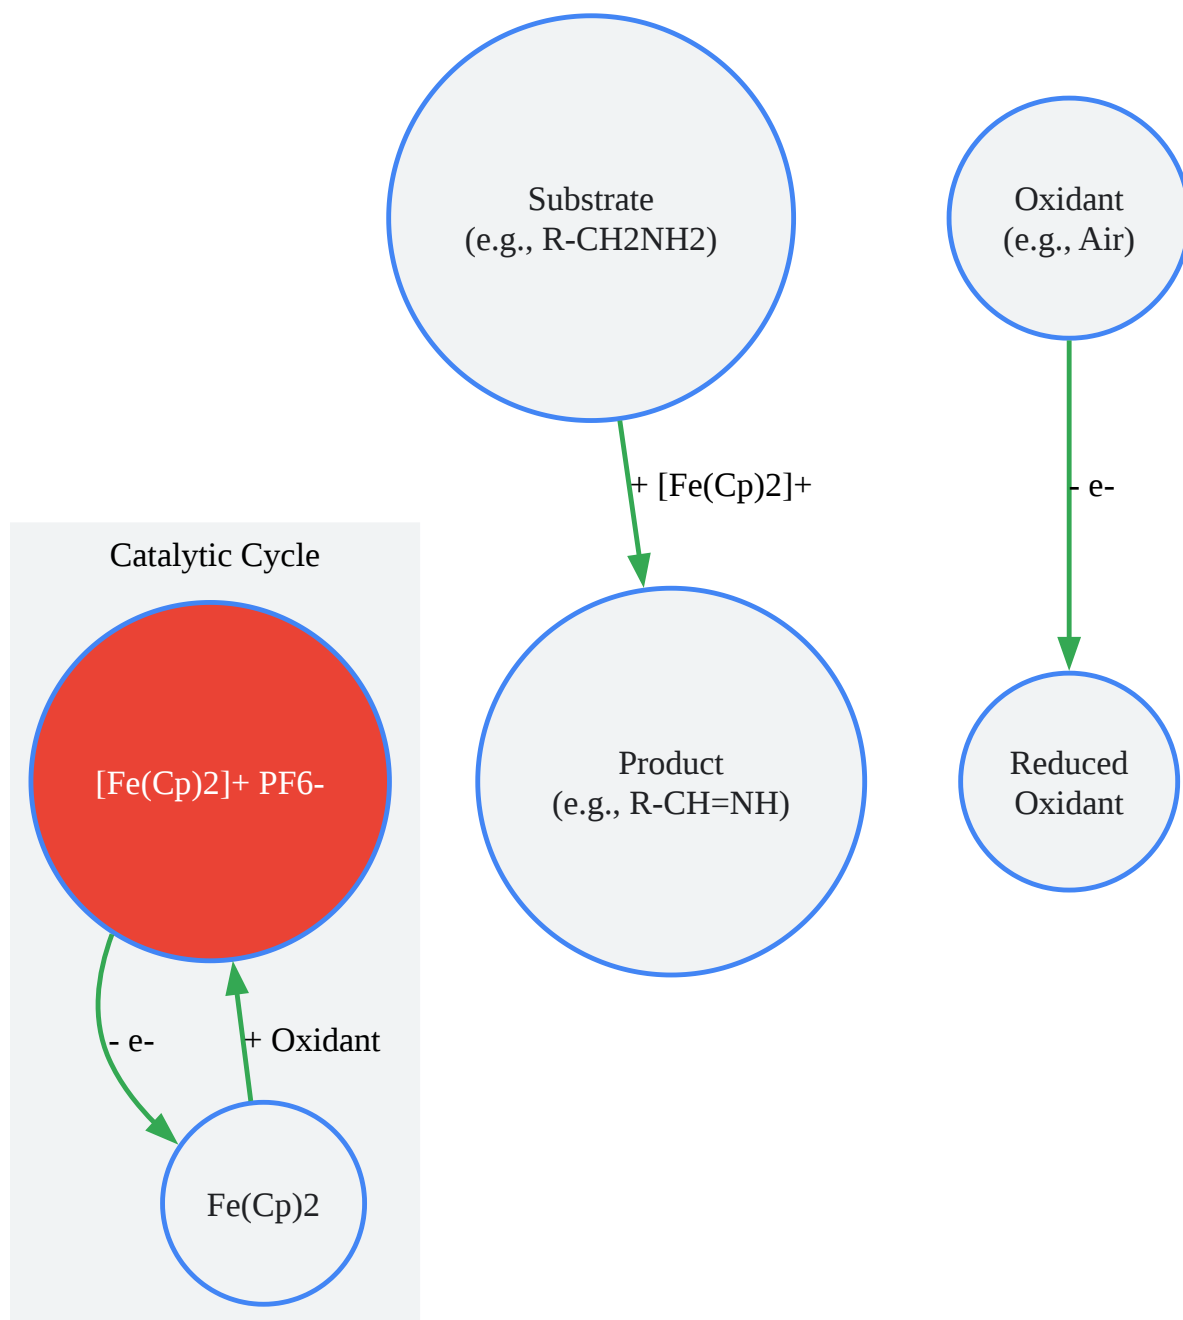 Substrate
(e.g., R-CH2NH2)
Oxidant
(e.g., Air)
+ [Fe(Cp)2]+
- e-
Catalytic Cycle
[Fe(Cp)2]+ PF6-
Product
(e.g., R-CH=NH)
Reduced
Oxidant
- e-
+ Oxidant
Fe(Cp)2